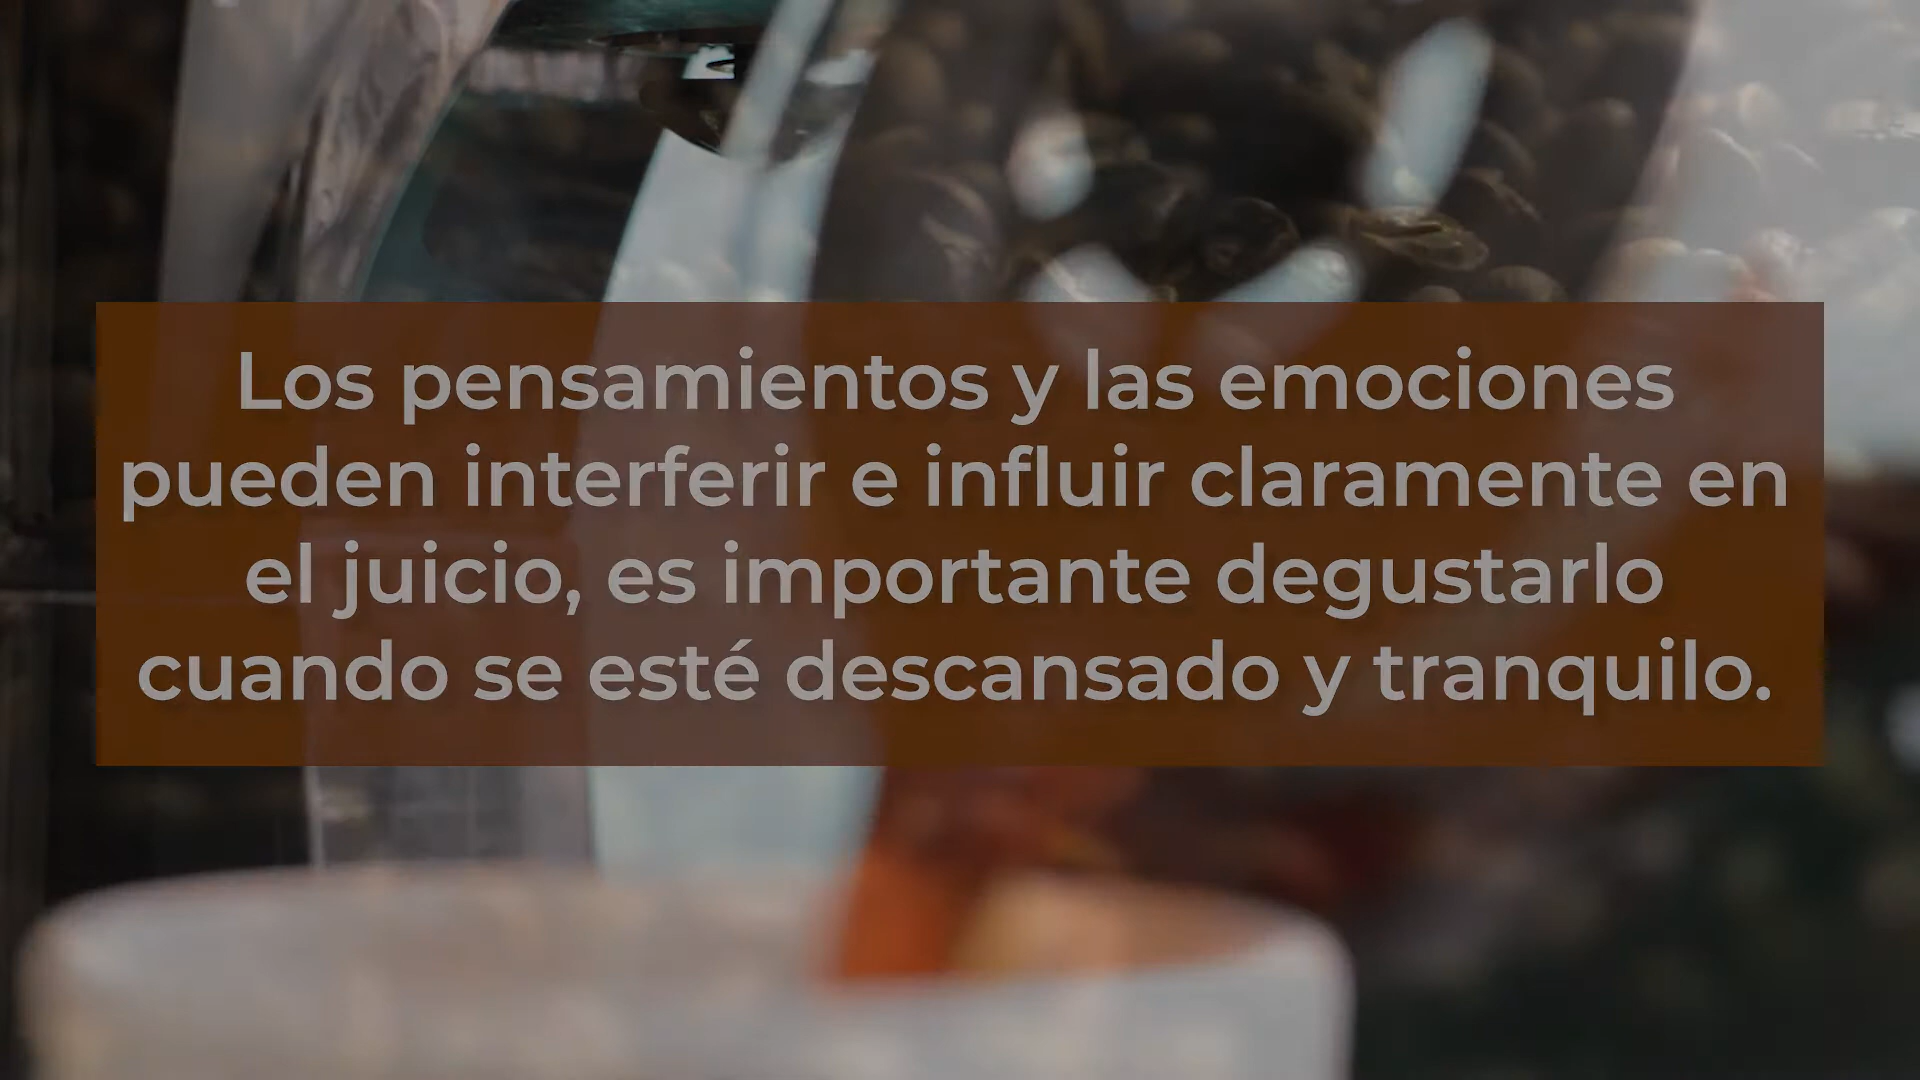 Los pensamientos y las emociones
pueden interferir e influir claramente en
el juicio, es importante degustarlo
cuando se esté descansado y tranquilo.